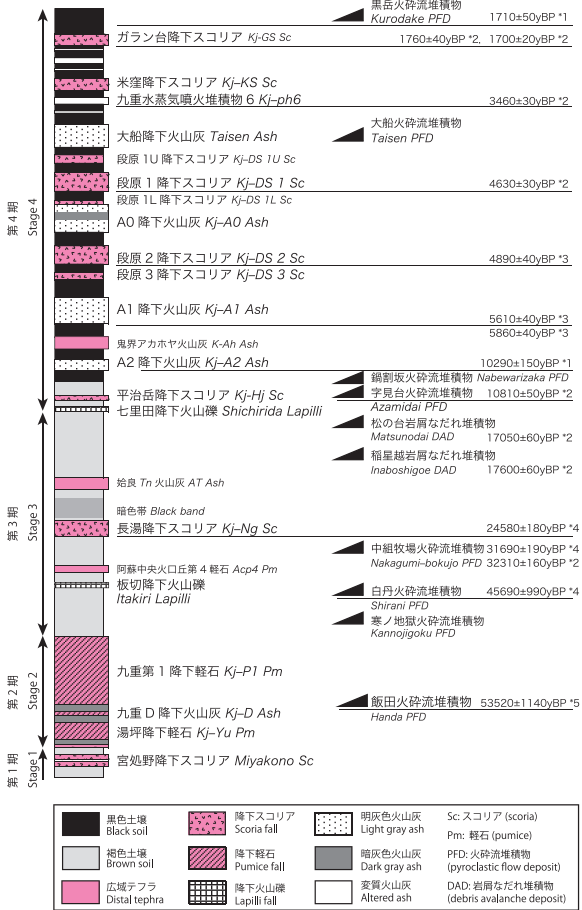 黒岳火砕流堆積物
Kurodake PFD 1710±50yBP *1
ガラン台降下スコリア Kj-GS Sc 1760±40yBP *2, 1700±20yBP *2
米窪降下スコリア Kj–KS Sc
九重水蒸気噴火堆積物 6 Kj–ph6 3460±30yBP *2
大船降下火山灰 Taisen Ash
大船火砕流堆積物
Taisen PFD
段原 1U 降下スコリア Kj–DS 1U Sc
段原 1 降下スコリア Kj–DS 1 Sc 4630±30yBP *2
段原 1L 降下スコリア Kj–DS 1L Sc
A0 降下火山灰 Kj–A0 Ash
段原 2 降下スコリア Kj–DS 2 Sc 4890±40yBP *3
段原 3 降下スコリア Kj–DS 3 Sc
A1 降下火山灰 Kj–A1 Ash
5610±40yBP *3
5860±40yBP *3
鬼界アカホヤ火山灰 K-Ah Ash
A2 降下火山灰 Kj–A2 Ash 10290±150yBP *1
鍋割坂火砕流堆積物 Nabewarizaka PFD
平治岳降下スコリア Kj-Hj Sc
字見台火砕流堆積物 10810±50yBP *2
Azamidai PFD
七里田降下火山礫 Shichirida Lapilli
松の台岩屑なだれ堆積物
Matsunodai DAD 17050±60yBP *2
稲星越岩屑なだれ堆積物
Inaboshigoe DAD 17600±60yBP *2
姶良 Tn 火山灰 AT Ash
暗色帯 Black band
長湯降下スコリア Kj–Ng Sc 24580±180yBP *4
中組牧場火砕流堆積物 31690±190yBP *4
Nakagumi–bokujo PFD 32310±160yBP *2
阿蘇中央火口丘第 4 軽石 Acp4 Pm
板切降下火山礫
Itakiri Lapilli
白丹火砕流堆積物 45690±990yBP *4
Shirani PFD
寒ノ地獄火砕流堆積物
Kannojigoku PFD
九重第 1 降下軽石 Kj–P1 Pm
飯田火砕流堆積物 53520±1140yBP *5
Handa PFD
九重 D 降下火山灰 Kj–D Ash
湯坪降下軽石 Kj–Yu Pm
宮処野降下スコリア Miyakono Sc
第 4 期
Stage 4
第 3 期
Stage 3
第 2 期
Stage 2
第 1 期
Stage 1
黒色土壌
Black soil
降下スコリア
Scoria fall
明灰色火山灰
Light gray ash
Sc: スコリア (scoria)
Pm: 軽石 (pumice)
褐色土壌
Brown soil
降下軽石
Pumice fall
暗灰色火山灰
Dark gray ash
PFD: 火砕流堆積物
(pyroclastic flow deposit)
広域テフラ
Distal tephra
降下火山礫
Lapilli fall
変質火山灰
Altered ash
DAD: 岩屑なだれ堆積物
(debris avalanche deposit)